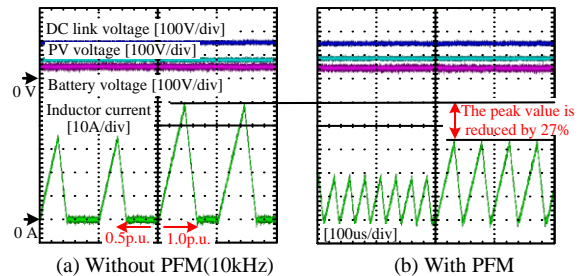 DC link voltage [100V/div]
PV voltage [100V/div]
Battery voltage [100V/div]
0 V
Inductor current
[10A/div]
0 A
0.5p.u.
1.0p.u.
The peak value is
reduced by 27%
[100us/div]
(a) Without PFM(10kHz)
(b) With PFM